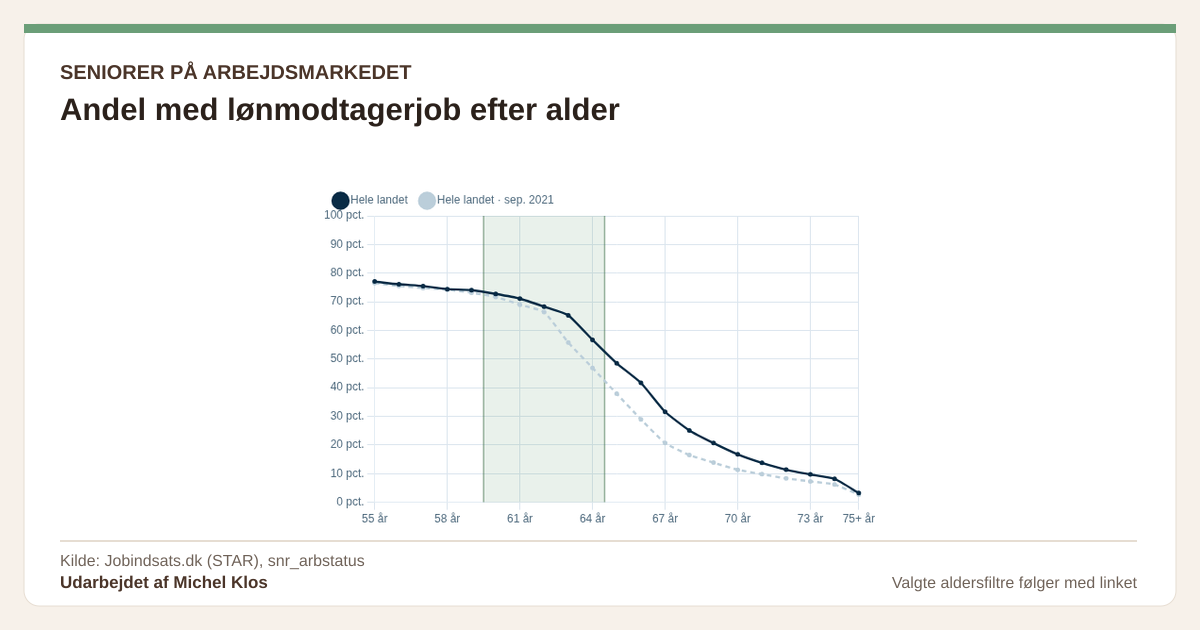 SENIORER PÅ ARBEJDSMARKEDET
Andel med lønmodtagerjob efter alder
Hele landet
Hele landet · sep. 2021
100 pct.
90 pct.
80 pct.
70 pct.
60 pct.
50 pct.
40 pct.
30 pct.
20 pct.
10 pct.
0 pct.
55 år
58 år
61 år
64 år
67 år
70 år
73 år
75+ år
Kilde: Jobindsats.dk (STAR), snr_arbstatus
Udarbejdet af Michel Klos
Valgte aldersfiltre følger med linket